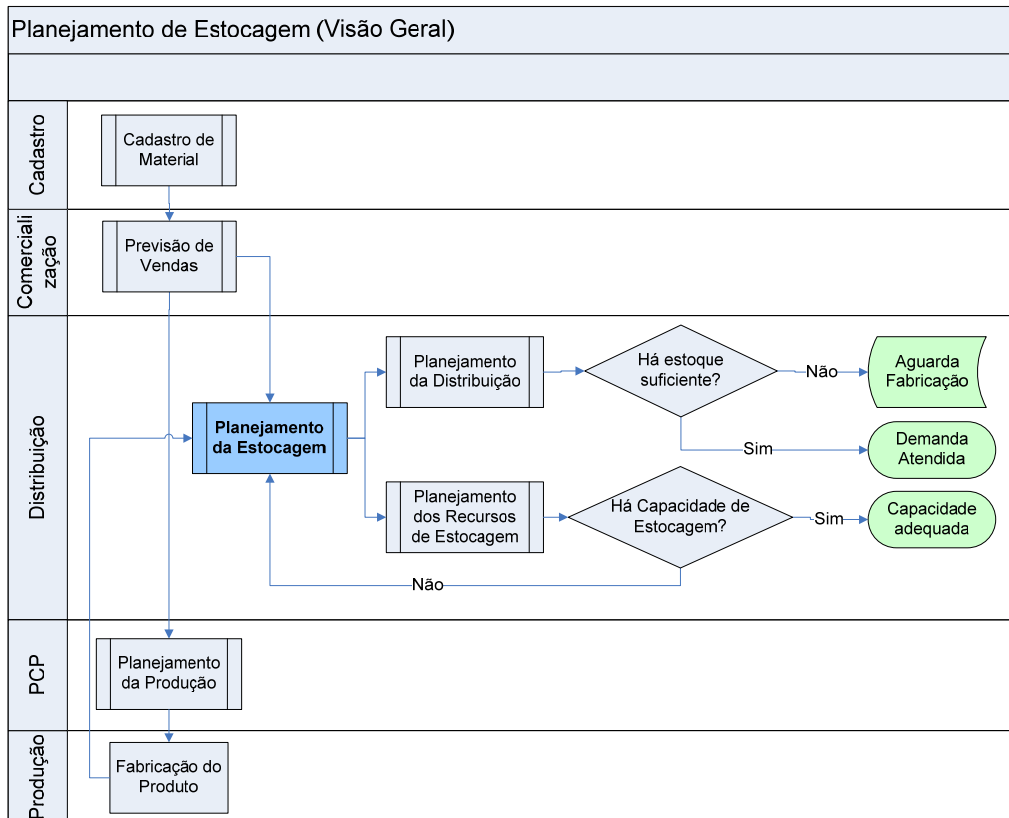 Planejamento de Estocagem (Visão Geral)
Cadastro
Cadastro de
Material
Comerciali
zação
Previsão de
Vendas
Distribuição
Planejamento
da Estocagem
Planejamento
da Distribuição
Há estoque
suficiente?
Não
Aguarda
Fabricação
Sim
Demanda
Atendida
Planejamento
dos Recursos
de Estocagem
Há Capacidade de
Estocagem?
Sim
Capacidade
adequada
Não
PCP
Planejamento
da Produção
Produção
Fabricação do
Produto